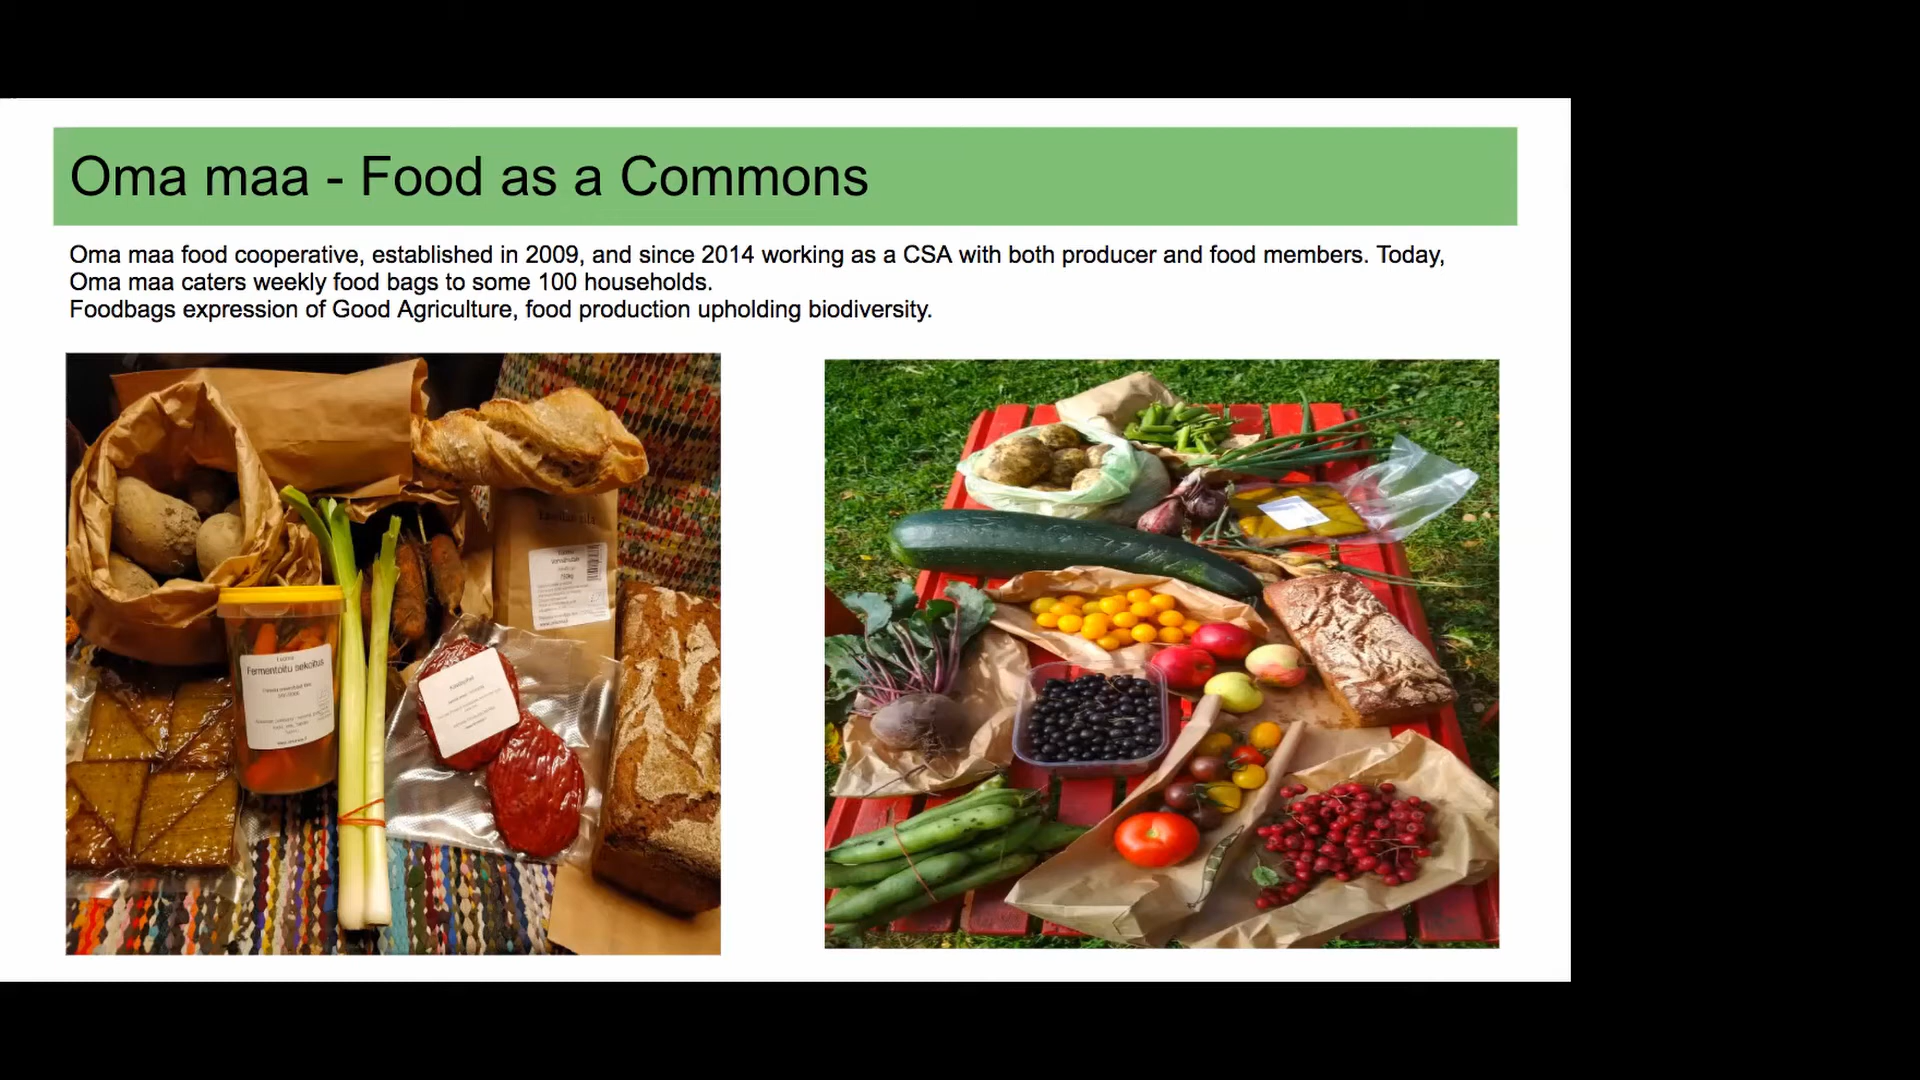 Oma maa - Food as a Commons
Oma maa food cooperative, established in 2009, and since 2014 working as a CSA with both producer and food members. Today,
Oma maa caters weekly food bags to some 100 households.
Foodbags expression of Good Agriculture, food production upholding biodiversity.
Fermentoitu sekoitus